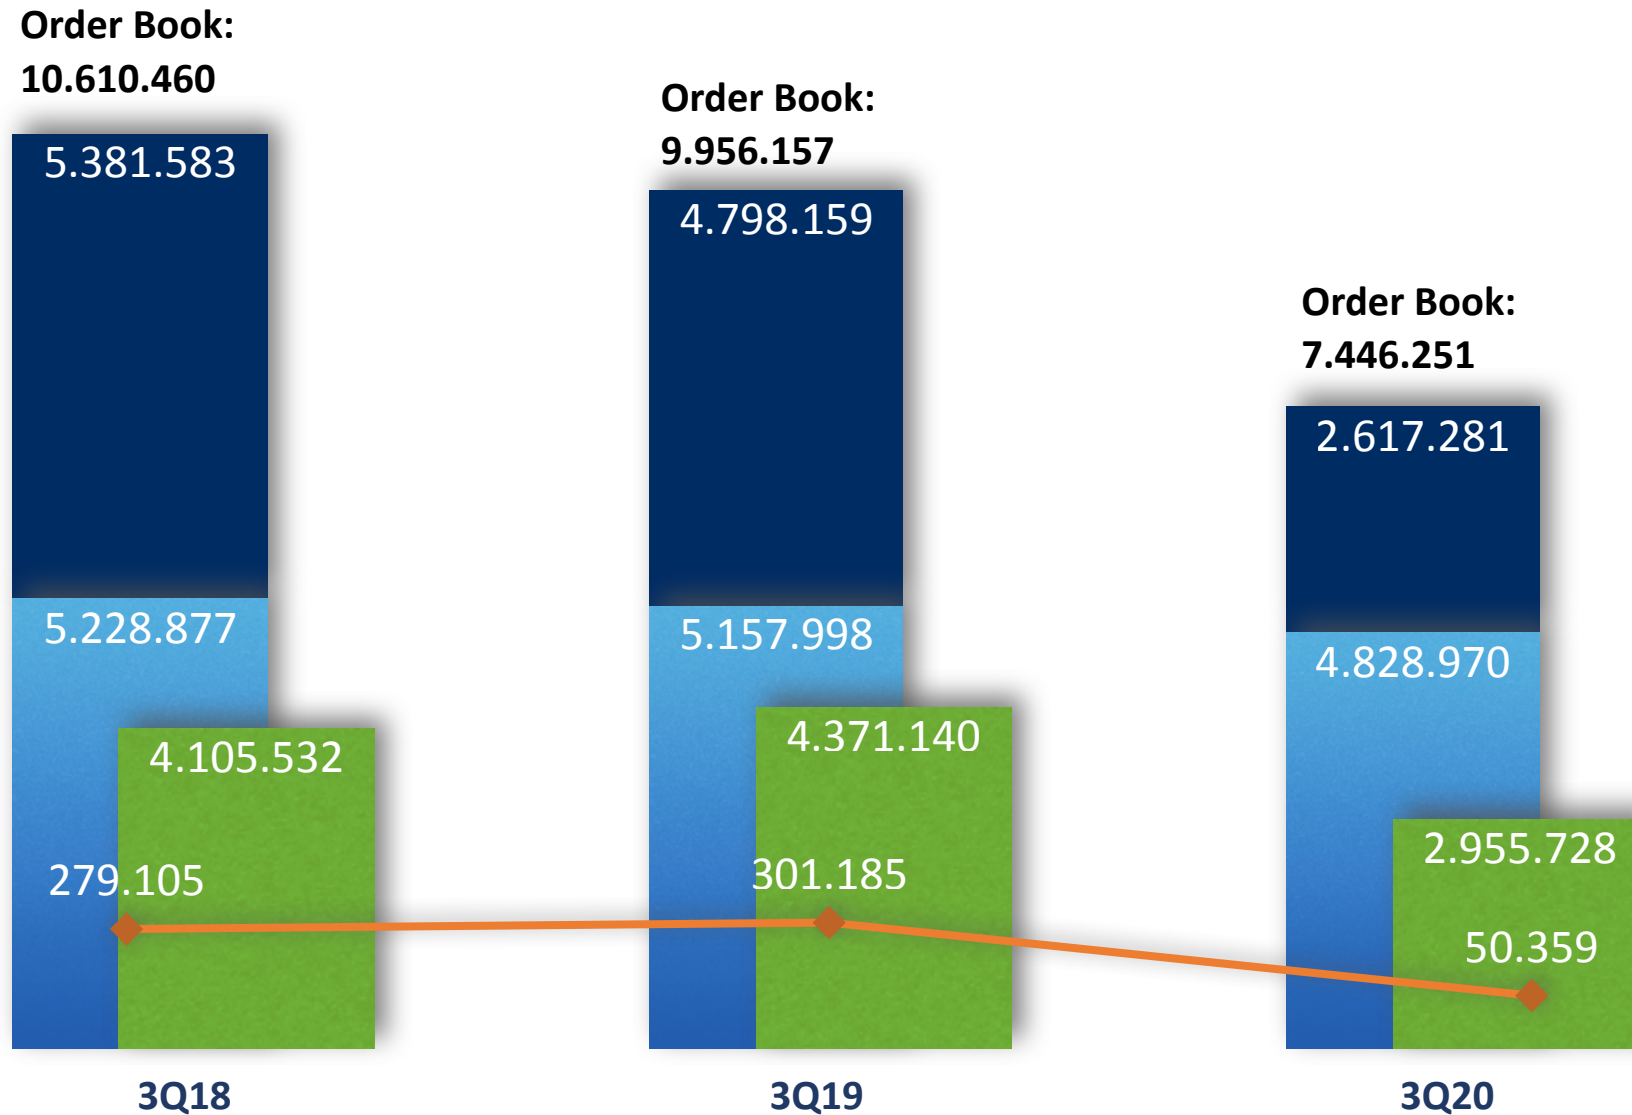 Order Book:
10.610.460
5.381.583
5.228.877
4.105.532
279.105
3Q18
Order Book:
9.956.157
4.798.159
5.157.998
4.371.140
301.185
3Q19
Order Book:
7.446.251
2.617.281
4.828.970
2.955.728
50.359
3Q20